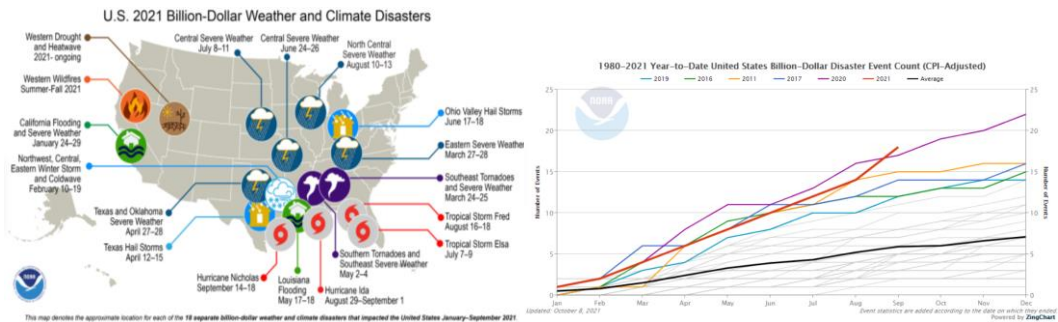 U.S. 2021 Billion-Dollar Weather and Climate Disasters
Western Drought
and Heatwave
2021- ongoing
Central Severe Weather
July 8–11
Central Severe Weather
June 24–26
North Central
Severe Weather
August 10–13
Western Wildfires
Summer-Fall 2021
California Flooding
and Severe Weather
January 24–29
Northwest, Central,
Eastern Winter Storm
and Coldwave
February 10–19
Texas and Oklahoma
Severe Weather
April 27–28
Texas Hail Storms
April 12–15
Ohio Valley Hail Storms
June 17–18
Eastern Severe Weather
March 27–28
Southeast Tornadoes
and Severe Weather
March 24–25
Tropical Storm Fred
August 16–18
Tropical Storm Elsa
July 7–9
Southern Tornadoes and
Southeast Severe Weather
May 2–4
Hurricane Nicholas
September 14–18
Louisiana
Flooding
May 17–18
Hurricane Ida
August 29–September 1
NOAA
This map denotes the approximate location for each of the 18 separate billion-dollar weather and climate disasters that impacted the United States January–September 2021.
1980-2021 Year-to-Date United States Billion-Dollar Disaster Event Count (CPI-Adjusted)
2019 2016 2011 2017 2020 2021 Average
NOAA
Number of Events
25
20
15
10
5
0
Number of Events
25
20
15
10
5
0
Jan Feb Mar Apr May Jun Jul Aug Sep Oct Nov Dec
Updated: October 8, 2021
Event statistics are added according to the date on which they ended.
Powered by ZingChart